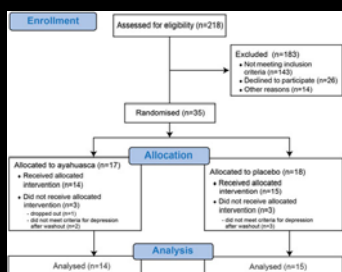 Enrollment
Assessed for eligibility (n=218)
Excluded (n=183)
• Not meeting inclusion
criteria (n=143)
• Declined to participate (n=26)
• Other reasons (n=14)
Randomised (n=35)
Allocation
Allocated to ayahuasca (n=17)
• Received allocated
intervention (n=14)
• Did not receive allocated
intervention (n=3)
- dropped out (n=1)
- did not meet criteria for depression
after washout (n=2)
Allocated to placebo (n=18)
• Received allocated
intervention (n=15)
• Did not receive allocated
intervention (n=3)
- did not meet criteria for depression
after washout (n=3)
Analysis
Analysed (n=14)
Analysed (n=15)